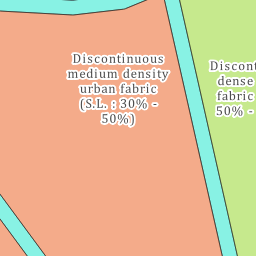 Discontinuous
medium density
urban fabric
(S.L. : 30% -
50%)
Discont
dense
fabric
50% -